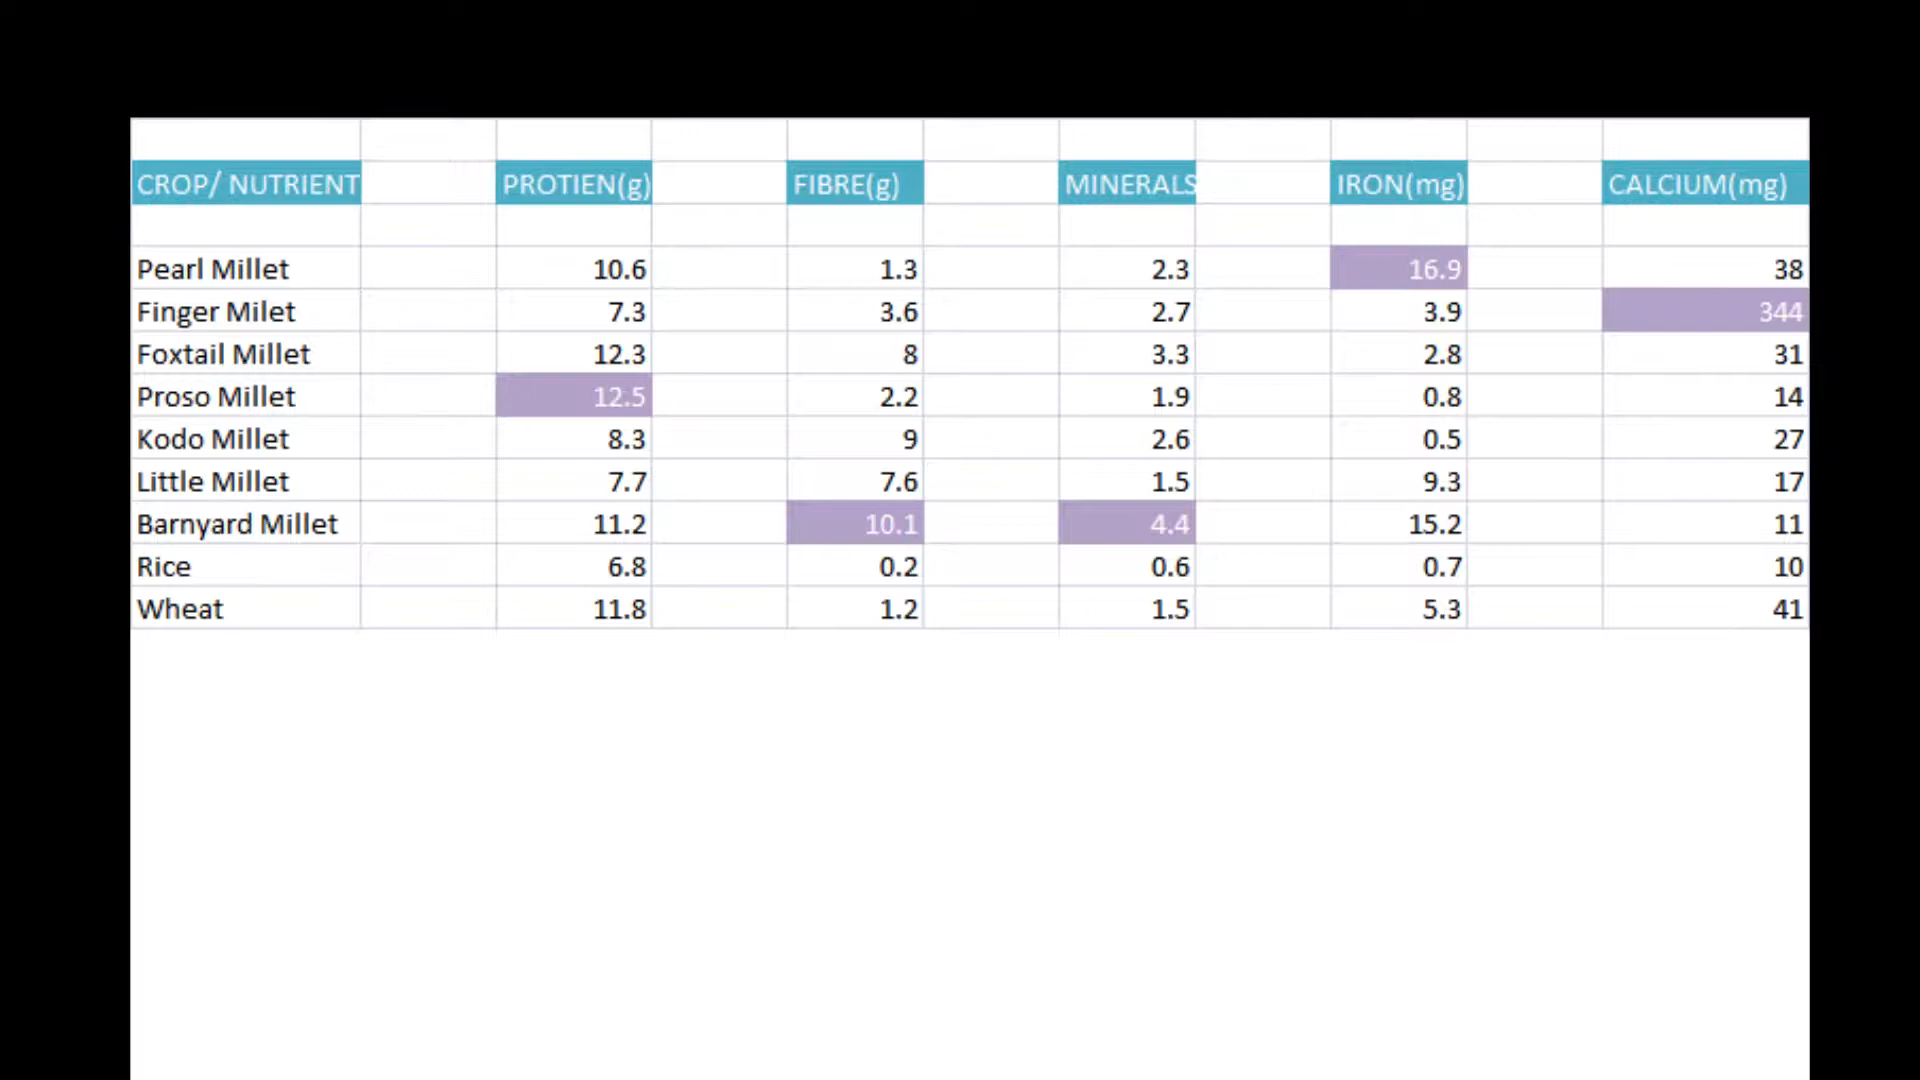 CROP/ NUTRIENT PROTIEN(g) FIBRE(g) MINERALS IRON(mg) CALCIUM(mg)
Pearl Millet 10.6 1.3 2.3 16.9 38
Finger Milet 7.3 3.6 2.7 3.9 344
Foxtail Millet 12.3 8 3.3 2.8 31
Proso Millet 12.5 2.2 1.9 0.8 14
Kodo Millet 8.3 9 2.6 0.5 27
Little Millet 7.7 7.6 1.5 9.3 17
Barnyard Millet 11.2 10.1 4.4 15.2 11
Rice 6.8 0.2 0.6 0.7 10
Wheat 11.8 1.2 1.5 5.3 41